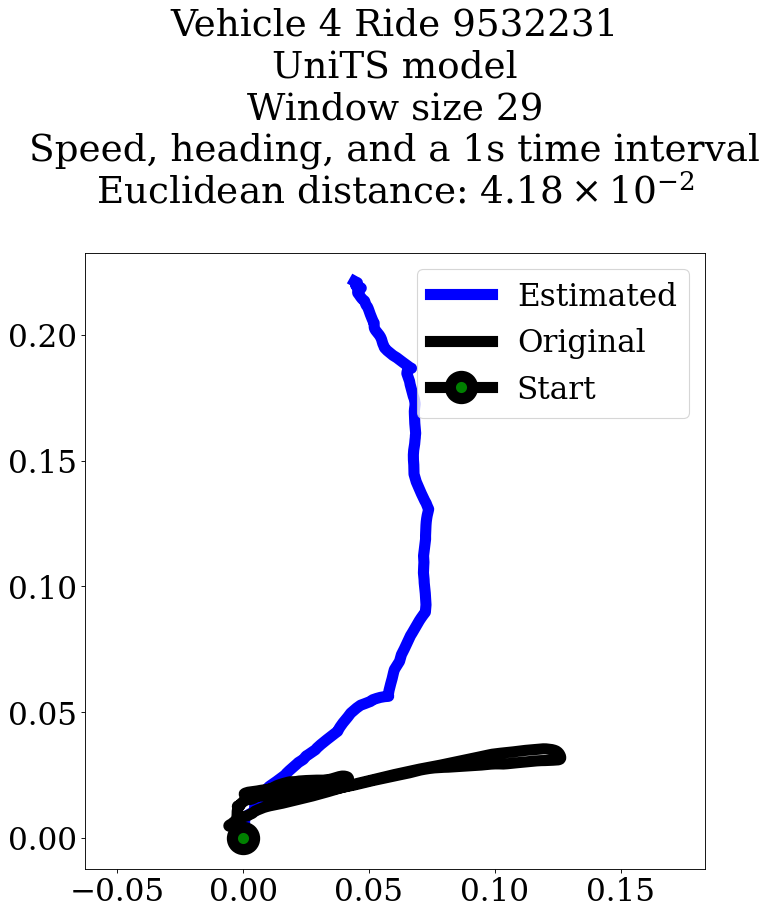 Vehicle 4 Ride 9532231
UniTS model
Window size 29
Speed, heading, and a 1s time interval
Euclidean distance: 4.18 × 10⁻²
Estimated
Original
Start
0.20
0.15
0.10
0.05
0.00
−0.05 0.00 0.05 0.10 0.15